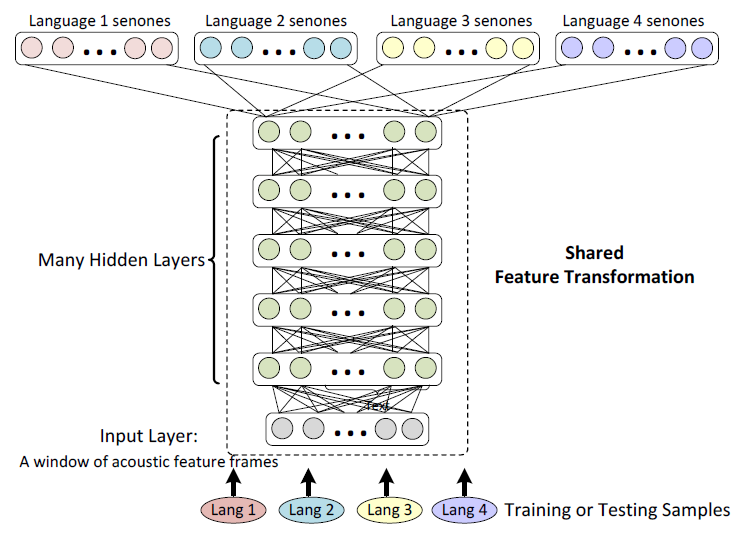 Language 1 senones
Language 2 senones
Language 3 senones
Language 4 senones
Many Hidden Layers
Shared
Feature Transformation
Text
Input Layer:
A window of acoustic feature frames
Lang 1
Lang 2
Lang 3
Lang 4
Training or Testing Samples